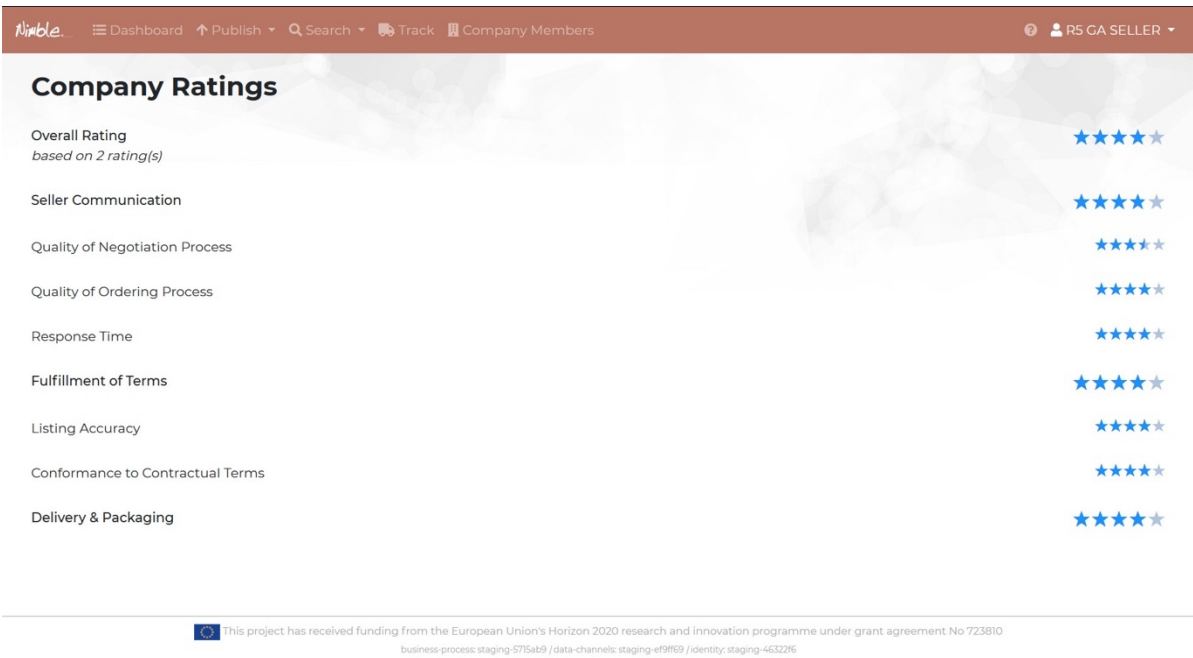 Nimble. Dashboard Publish Search Track Company Members R5 GA SELLER
Company Ratings
Overall Rating
based on 2 rating(s)
Seller Communication
Quality of Negotiation Process
Quality of Ordering Process
Response Time
Fulfillment of Terms
Listing Accuracy
Conformance to Contractual Terms
Delivery & Packaging
This project has received funding from the European Union's Horizon 2020 research and innovation programme under grant agreement No 723810
business-process: staging-5715ab9 / data-channels: staging-ef9ff69 / identity: staging-46322f6